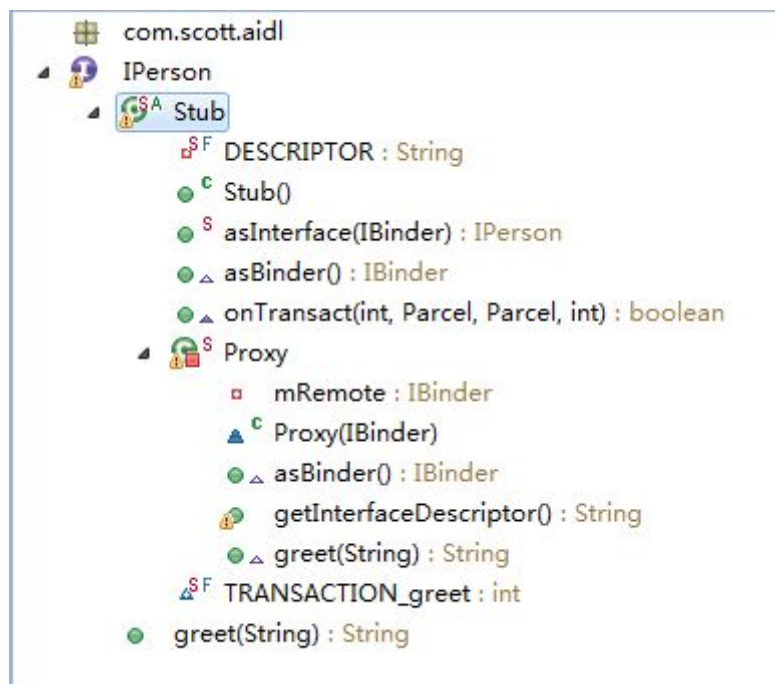 com.scott.aidl
IPerson
S A Stub
S F DESCRIPTOR : String
C Stub()
S asInterface(IBinder) : IPerson
asBinder() : IBinder
onTransact(int, Parcel, Parcel, int) : boolean
S Proxy
mRemote : IBinder
C Proxy(IBinder)
asBinder() : IBinder
getInterfaceDescriptor() : String
greet(String) : String
S F TRANSACTION_greet : int
greet(String) : String